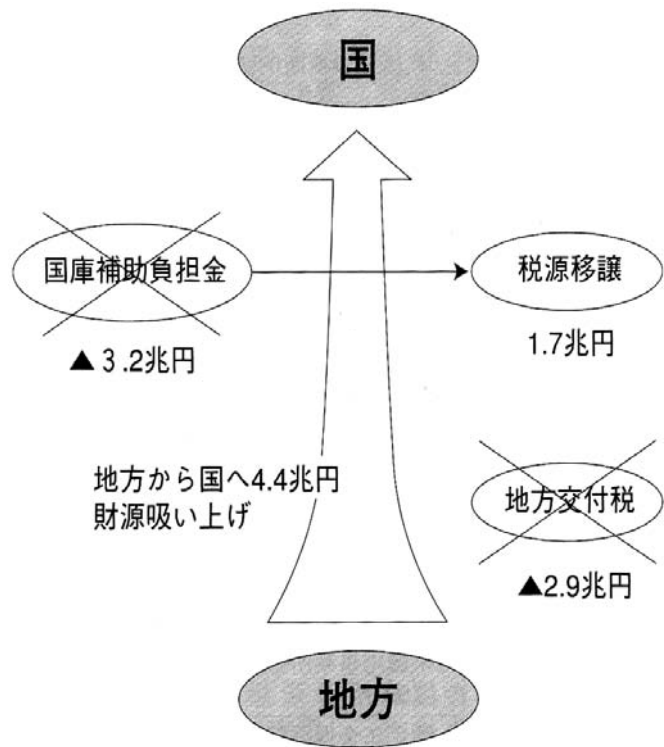 国
国庫補助負担金
▲3.2兆円
税源移譲
1.7兆円
地方から国へ4.4兆円
財源吸い上げ
地方交付税
▲2.9兆円
地方